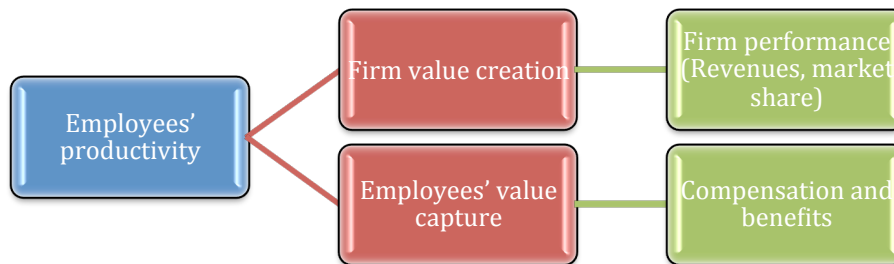 Employees’
productivity
Firm value creation
Employees’ value
capture
Firm performance
(Revenues, market
share)
Compensation and
benefits